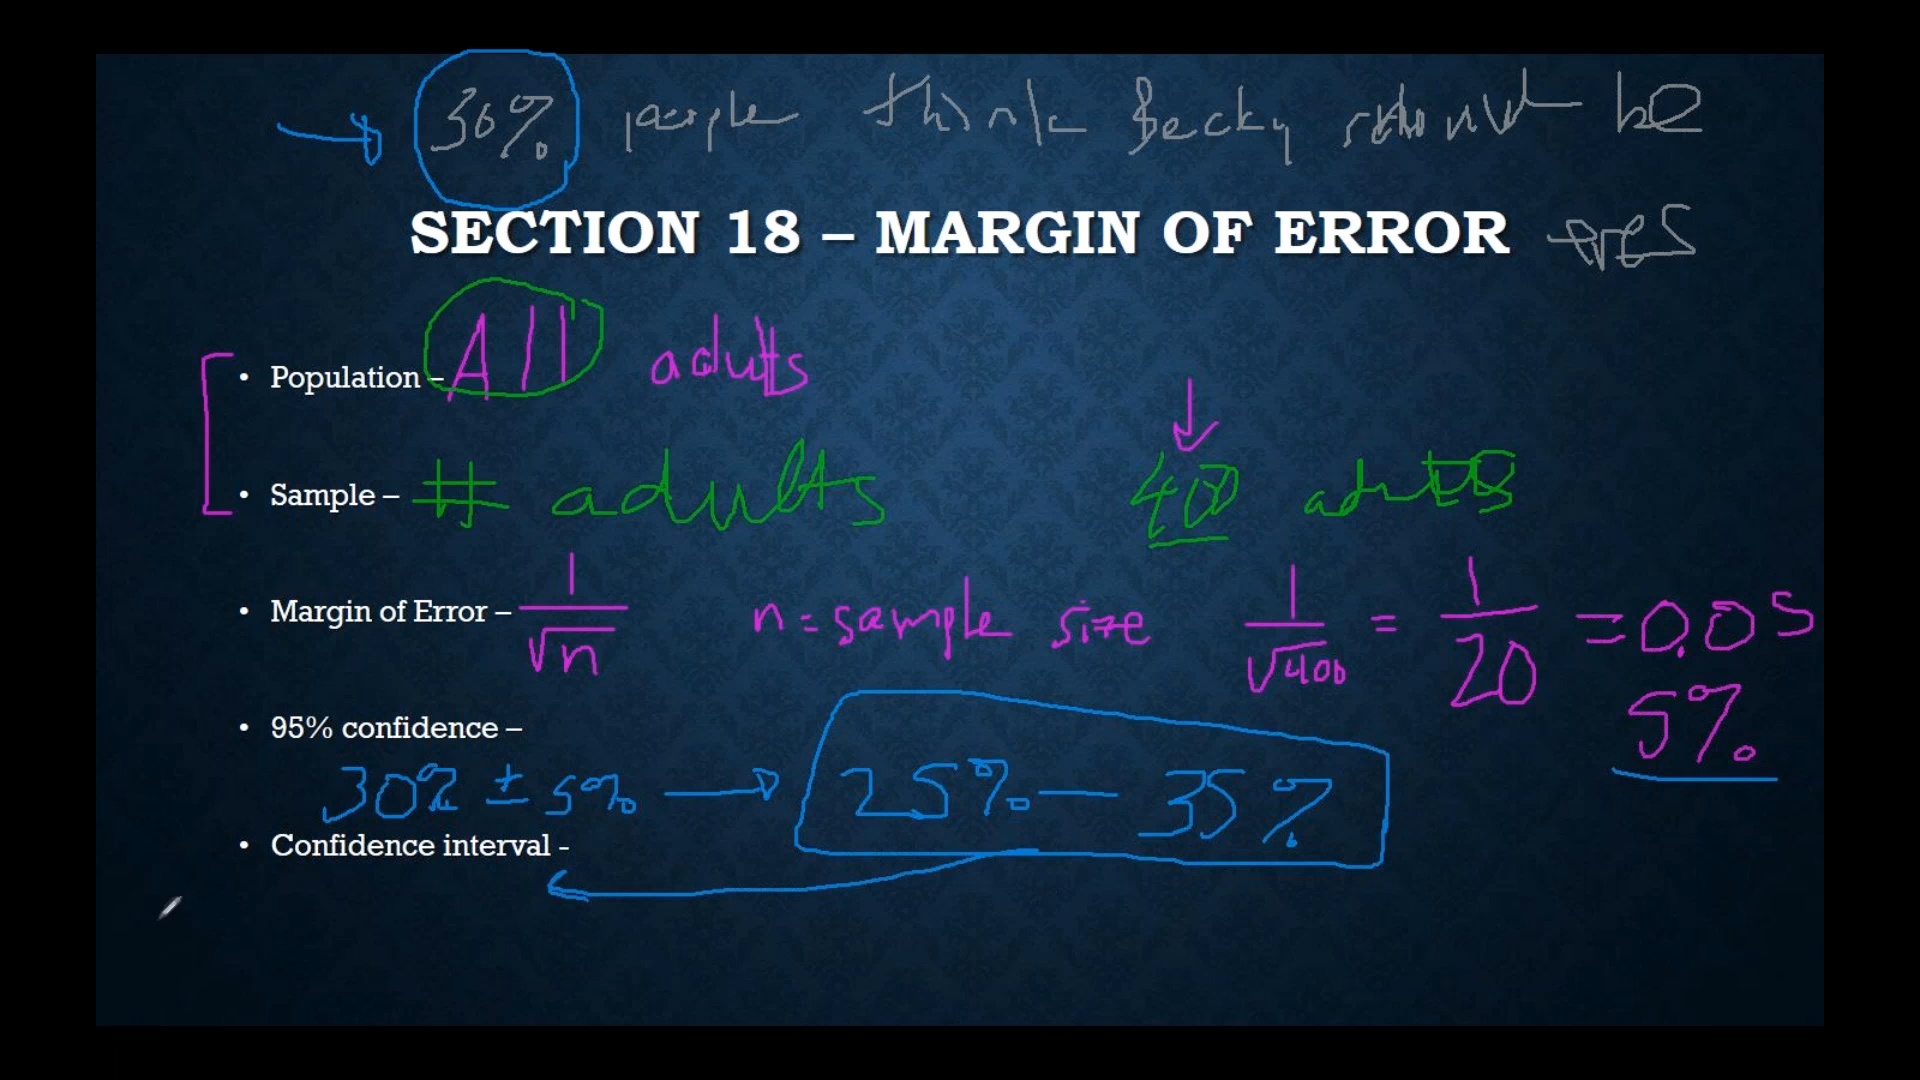 30% people think Becky should be
pres
SECTION 18 – MARGIN OF ERROR
• Population – All adults
• Sample – # adults 400 adults
• Margin of Error – 1/√n n = sample size 1/√400 = 1/20 = 0.05
5%
• 95% confidence –
30% ± 5% → 25% – 35%
• Confidence interval -